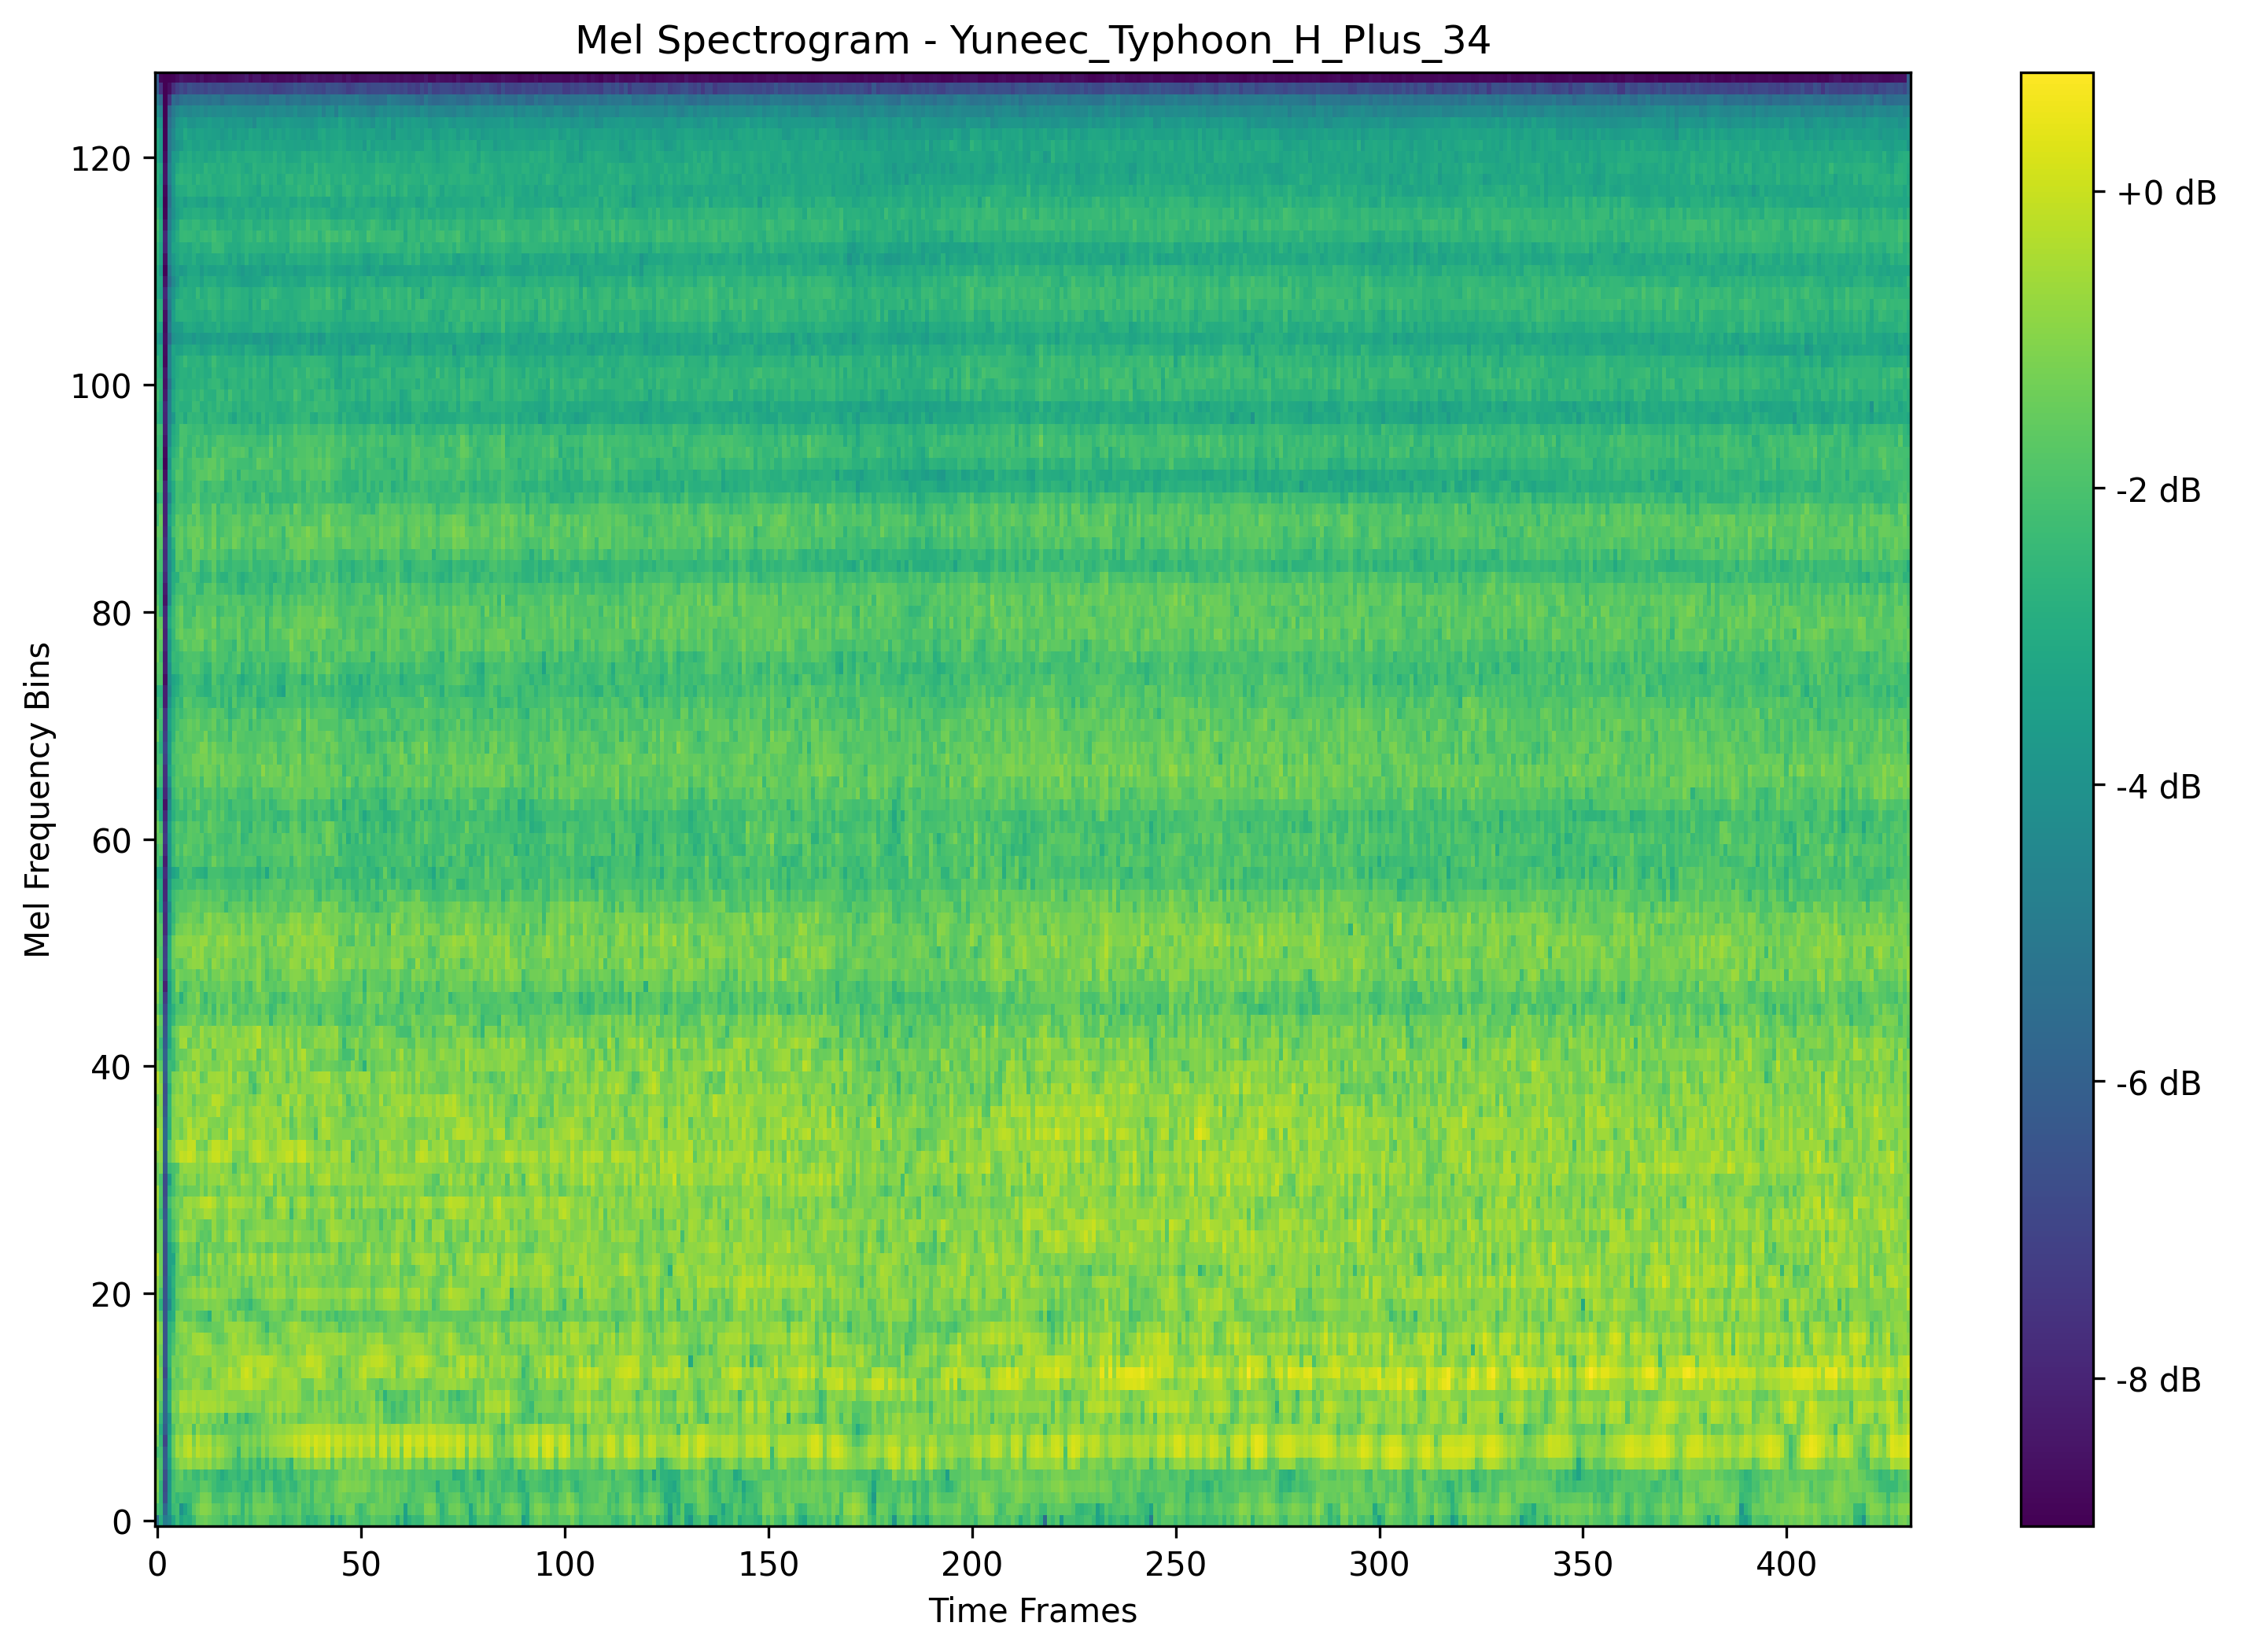 Mel Spectrogram - Yuneec_Typhoon_H_Plus_34
Mel Frequency Bins
120
100
80
60
40
20
0
0 50 100 150 200 250 300 350 400
Time Frames
+0 dB
-2 dB
-4 dB
-6 dB
-8 dB